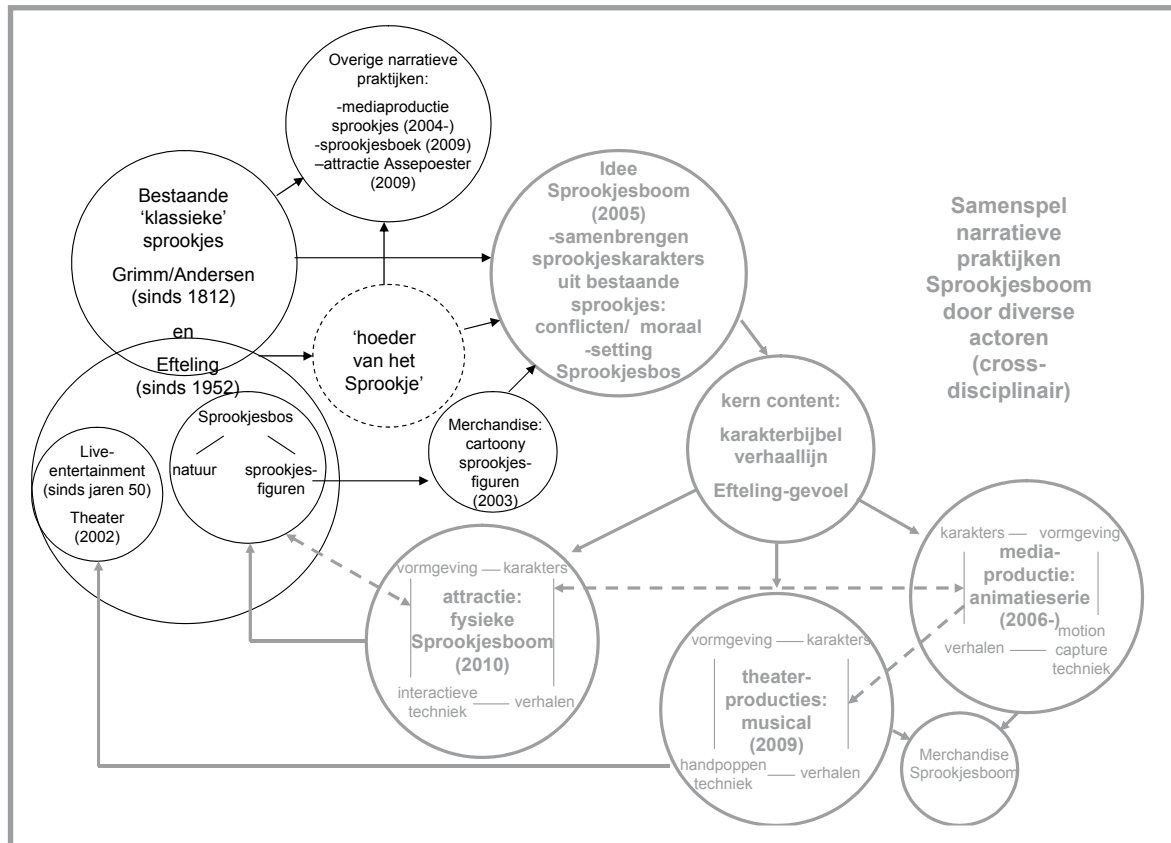 Overige narratieve
praktijken:
-mediaproductie
sprookjes (2004-)
-sprookjesboek (2009)
–attractie Assepoester
(2009)
Bestaande
‘klassieke’
sprookjes
Grimm/Andersen
(sinds 1812)
en
Efteling
(sinds 1952)
‘hoeder
van het
Sprookje’
Idee
Sprookjesboom
(2005)
-samenbrengen
sprookjeskarakters
uit bestaande
sprookjes:
conflicten/ moraal
-setting
Sprookjesbos
Samenspel
narratieve
praktijken
Sprookjesboom
door diverse
actoren
(cross-
disciplinair)
Sprookjesbos
natuur
sprookjes-
figuren
Live-
entertainment
(sinds jaren 50)
Theater
(2002)
Merchandise:
cartoony
sprookjes-
figuren
(2003)
kern content:
karakterbijbel
verhaallijn
Efteling-gevoel
vormgeving karakters
attractie:
fysieke
Sprookjesboom
(2010)
interactieve
techniek
verhalen
vormgeving karakters
theater-
producties:
musical
(2009)
handpoppen
techniek
verhalen
karakters vormgeving
media-
productie:
animatieserie
(2006-)
verhalen
motion
capture
techniek
Merchandise
Sprookjesboom